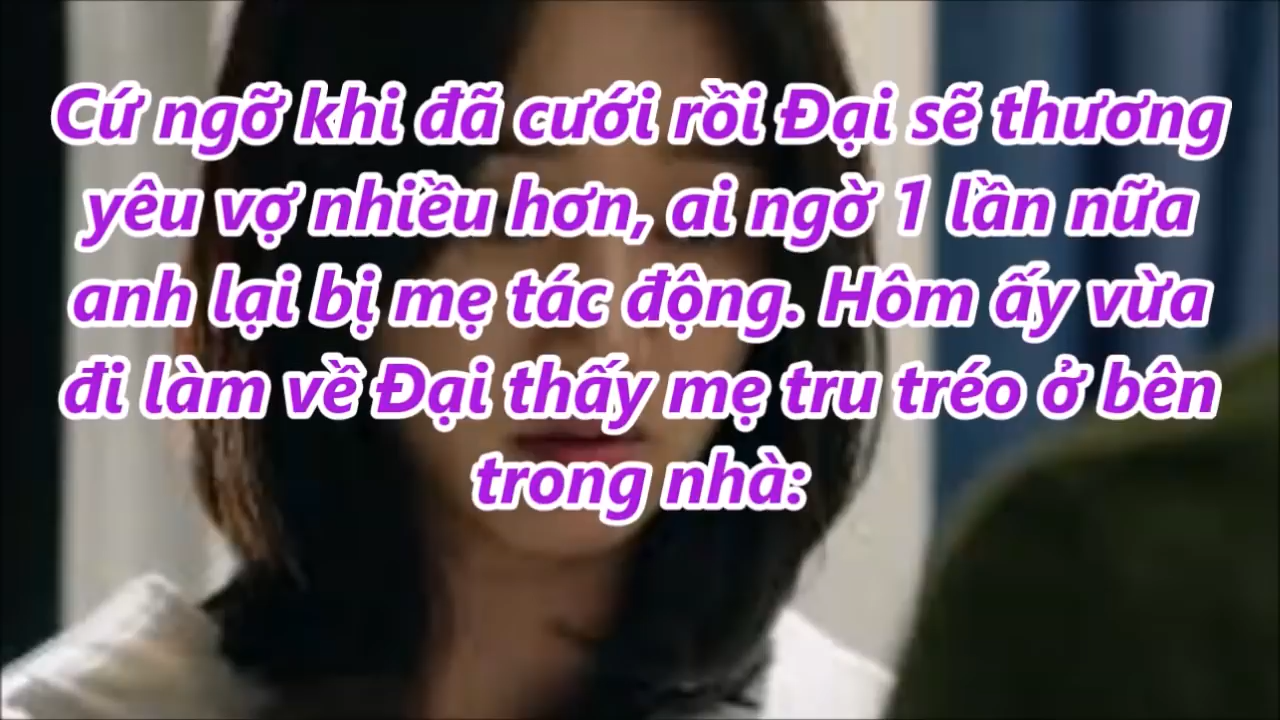 Cứ ngỡ khi đã cưới rồi Đại sẽ thương
yêu vợ nhiều hơn, ai ngờ 1 lần nữa
anh lại bị mẹ tác động. Hôm ấy vừa
đi làm về Đại thấy mẹ tru tréo ở bên
trong nhà: